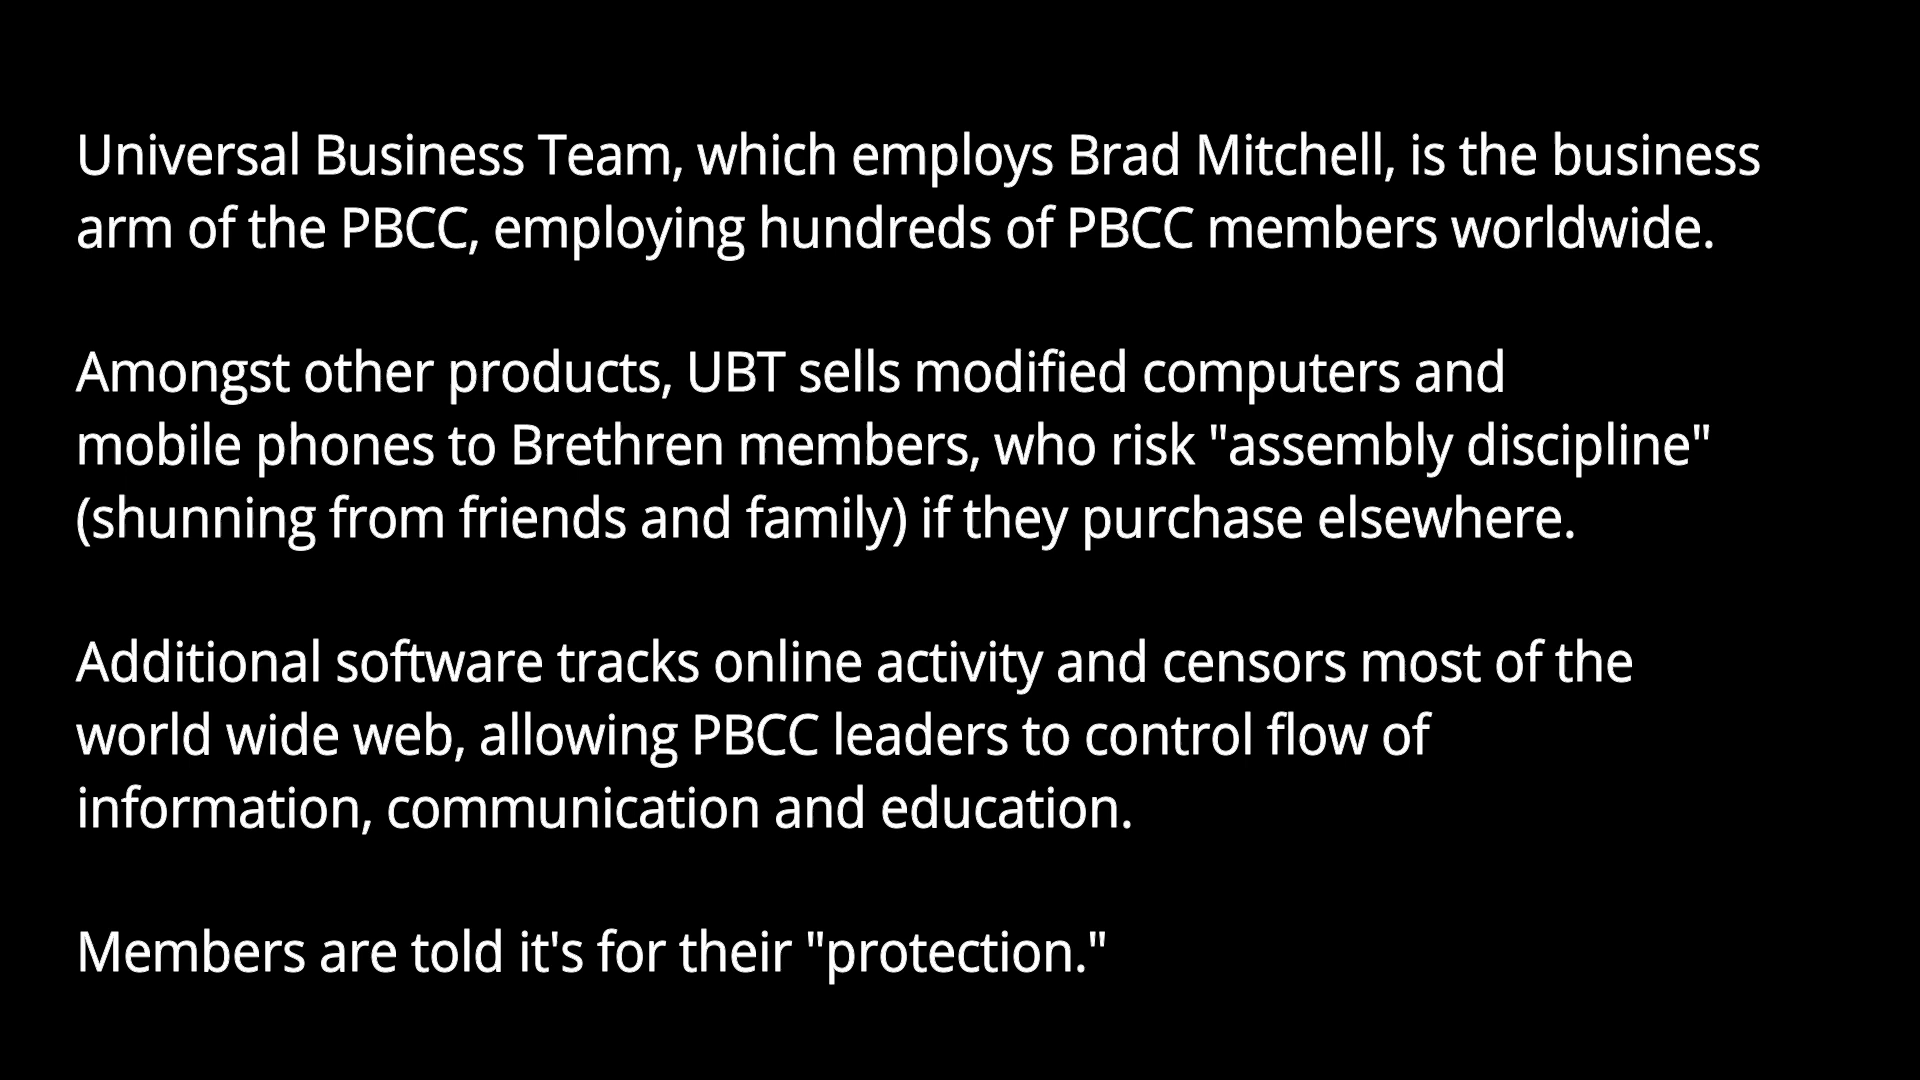 Universal Business Team, which employs Brad Mitchell, is the business
arm of the PBCC, employing hundreds of PBCC members worldwide.
Amongst other products, UBT sells modified computers and
mobile phones to Brethren members, who risk "assembly discipline"
(shunning from friends and family) if they purchase elsewhere.
Additional software tracks online activity and censors most of the
world wide web, allowing PBCC leaders to control flow of
information, communication and education.
Members are told it's for their "protection."